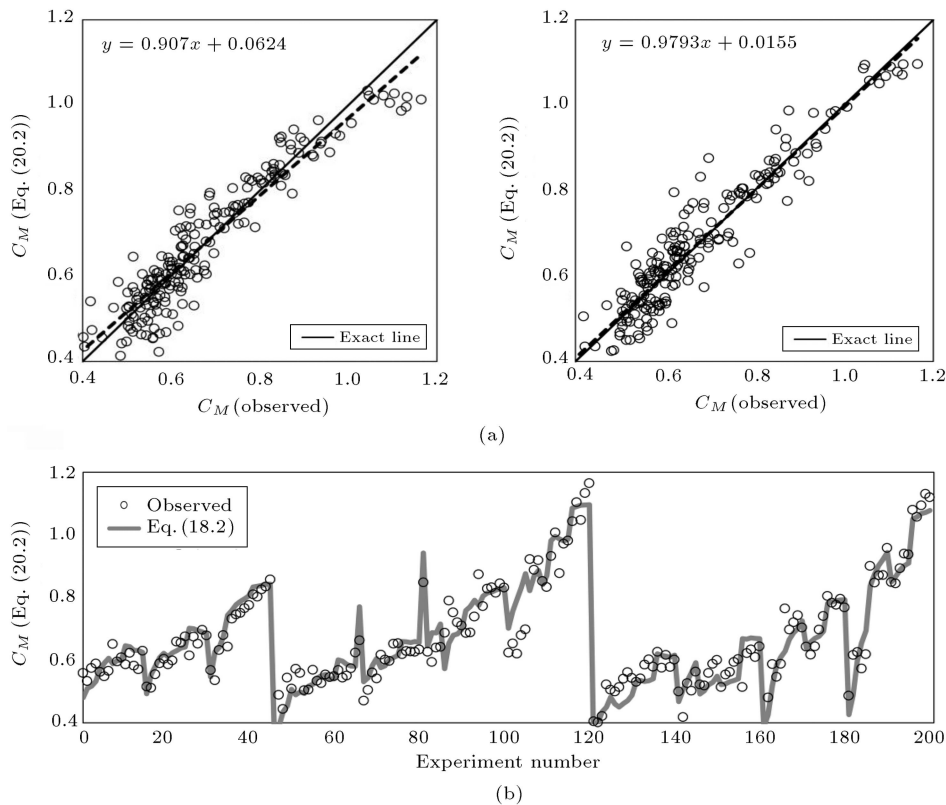 1.2
1.0
0.8
0.6
0.4
C_M (Eq. (20.2))
y = 0.907x + 0.0624
Exact line
0.4 0.6 0.8 1.0 1.2
C_M (observed)
1.2
1.0
0.8
0.6
0.4
C_M (Eq. (20.2))
y = 0.9793x + 0.0155
Exact line
0.4 0.6 0.8 1.0 1.2
C_M (observed)
(a)
1.2
1.0
0.8
0.6
0.4
C_M (Eq. (20.2))
Observed
Eq. (18.2)
0 20 40 60 80 100 120 140 160 180 200
Experiment number
(b)